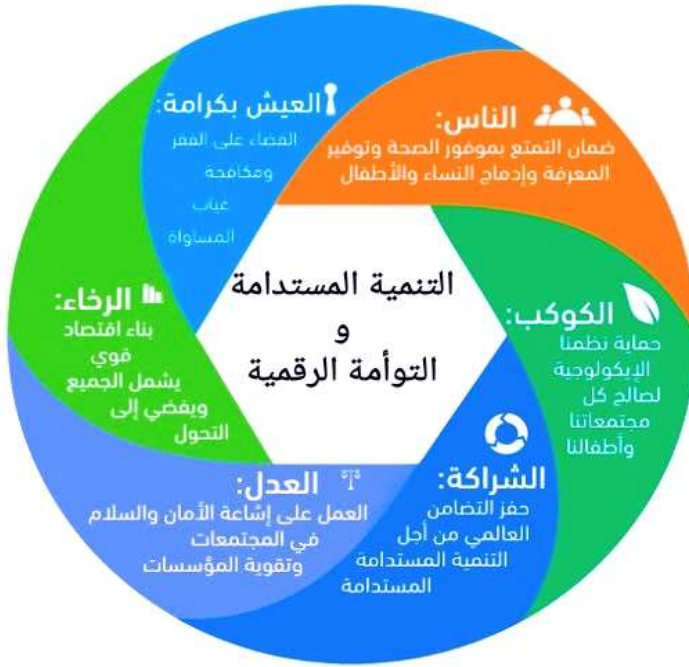 العيش بكرامة:
القضاء على الفقر
ومكافحة
غياب
المساواة
الناس:
ضمان التمتع بموفور الصحة وتوفير
المعرفة وإدماج النساء والأطفال
الكوكب:
حماية نظمنا
الإيكولوجية
لصالح كل
مجتمعاتنا
وأطفالنا
الشراكة:
حفز التضامن
العالمي من أجل
التنمية المستدامة
المستدامة
العدل:
العمل على إشاعة الأمان والسلام
في المجتمعات
وتقوية المؤسسات
الرخاء:
بناء اقتصاد
قوي
يشمل الجميع
ويفضي إلى
التحول
التنمية المستدامة
و
التوأمة الرقمية